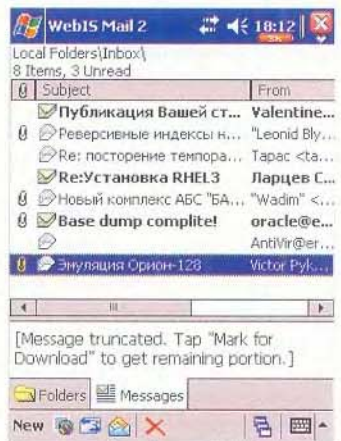 WebIS Mail 2 18:12
Local Folders\Inbox\
8 Items, 3 Unread
Subject From
Публикация Вашей ст... Valentine...
Реверсивные индексы н... "Leonid Bly...
Re: посторение темпора... Тарас <ta...
Re:Установка RHEL3 Ларцев С...
Новый комплекс АБС "БА... "Wadim" <...
Base dump complite! oracle@e...
AntiVir@er...
Эмуляция Орион-128 Victor Pyk...
[Message truncated. Tap "Mark for
Download" to get remaining portion.]
Folders Messages
New